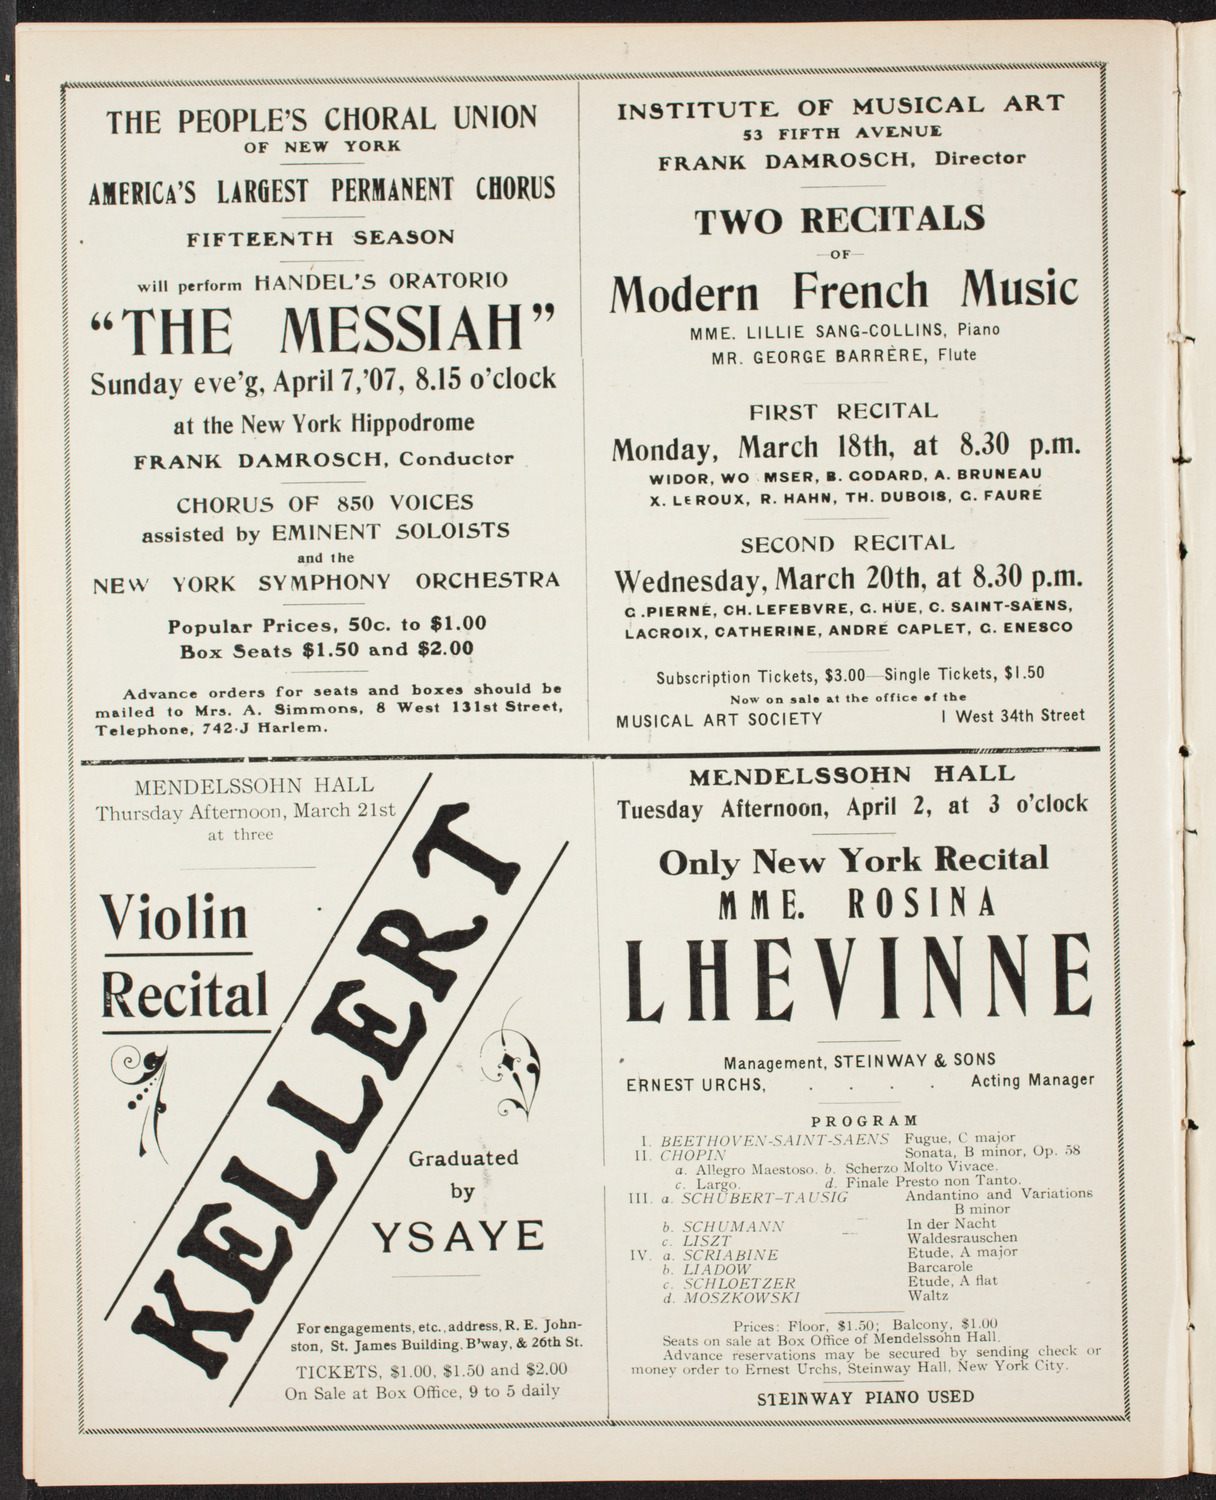 THE PEOPLE'S CHORAL UNION
OF NEW YORK
AMERICA'S LARGEST PERMANENT CHORUS
FIFTEENTH SEASON
will perform HANDEL'S ORATORIO
"THE MESSIAH"
Sunday eve'g, April 7,'07, 8.15 o'clock
at the New York Hippodrome
FRANK DAMROSCH, Conductor
CHORUS OF 850 VOICES
assisted by EMINENT SOLOISTS
and the
NEW YORK SYMPHONY ORCHESTRA
Popular Prices, 50c. to $1.00
Box Seats $1.50 and $2.00
Advance orders for seats and boxes should be
mailed to Mrs. A. Simmons, 8 West 131st Street,
Telephone, 742-J Harlem.
INSTITUTE OF MUSICAL ART
53 FIFTH AVENUE
FRANK DAMROSCH, Director
TWO RECITALS
—OF—
Modern French Music
MME. LILLIE SANG-COLLINS, Piano
MR. GEORGE BARRÈRE, Flute
FIRST RECITAL
Monday, March 18th, at 8.30 p.m.
WIDOR, WO MSER, B. GODARD, A. BRUNEAU
X. LEROUX, R. HAHN, TH. DUBOIS, G. FAURÉ
SECOND RECITAL
Wednesday, March 20th, at 8.30 p.m.
G .PIERNÉ, CH. LEFEBVRE, G. HÜE, C. SAINT-SAËNS,
LACROIX, CATHERINE, ANDRÉ CAPLET, G. ENESCO
Subscription Tickets, $3.00—Single Tickets, $1.50
Now on sale at the office of the
MUSICAL ART SOCIETY 1 West 34th Street
MENDELSSOHN HALL
Thursday Afternoon, March 21st
at three
Violin
Recital
KELLERT
Graduated
by
YSAYE
For engagements, etc., address, R. E. John-
ston, St. James Building. B'way, & 26th St.
TICKETS, $1.00, $1.50 and $2.00
On Sale at Box Office, 9 to 5 daily
MENDELSSOHN HALL
Tuesday Afternoon, April 2, at 3 o'clock
Only New York Recital
MME. ROSINA
LHEVINNE
Management, STEINWAY & SONS
ERNEST URCHS, . . . . Acting Manager
PROGRAM
I. BEETHOVEN-SAINT-SAENS Fugue, C major
II. CHOPIN Sonata, B minor, Op. 58
a. Allegro Maestoso. b. Scherzo Molto Vivace.
c. Largo. d. Finale Presto non Tanto.
III. a. SCHUBERT-TAUSIG Andantino and Variations
B minor
b. SCHUMANN In der Nacht
c. LISZT Waldesrauschen
IV. a. SCRIABINE Etude, A major
b. LIADOW Barcarole
c. SCHLOETZER Etude, A flat
d. MOSZKOWSKI Waltz
Prices: Floor, $1.50; Balcony, $1.00
Seats on sale at Box Office of Mendelssohn Hall.
Advance reservations may be secured by sending check or
money order to Ernest Urchs, Steinway Hall, New York City.
STEINWAY PIANO USED